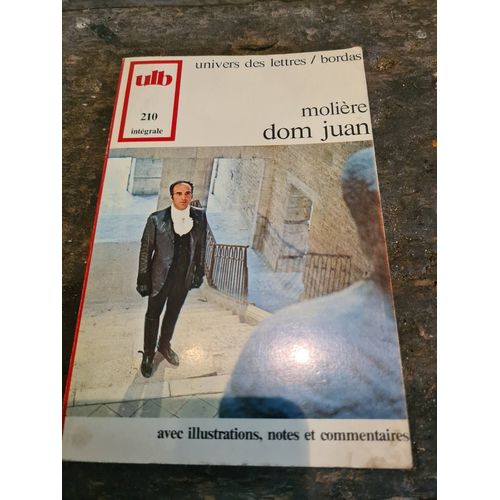 ulb
210
intégrale
univers des lettres / bordas
molière
dom juan
avec illustrations, notes et commentaires